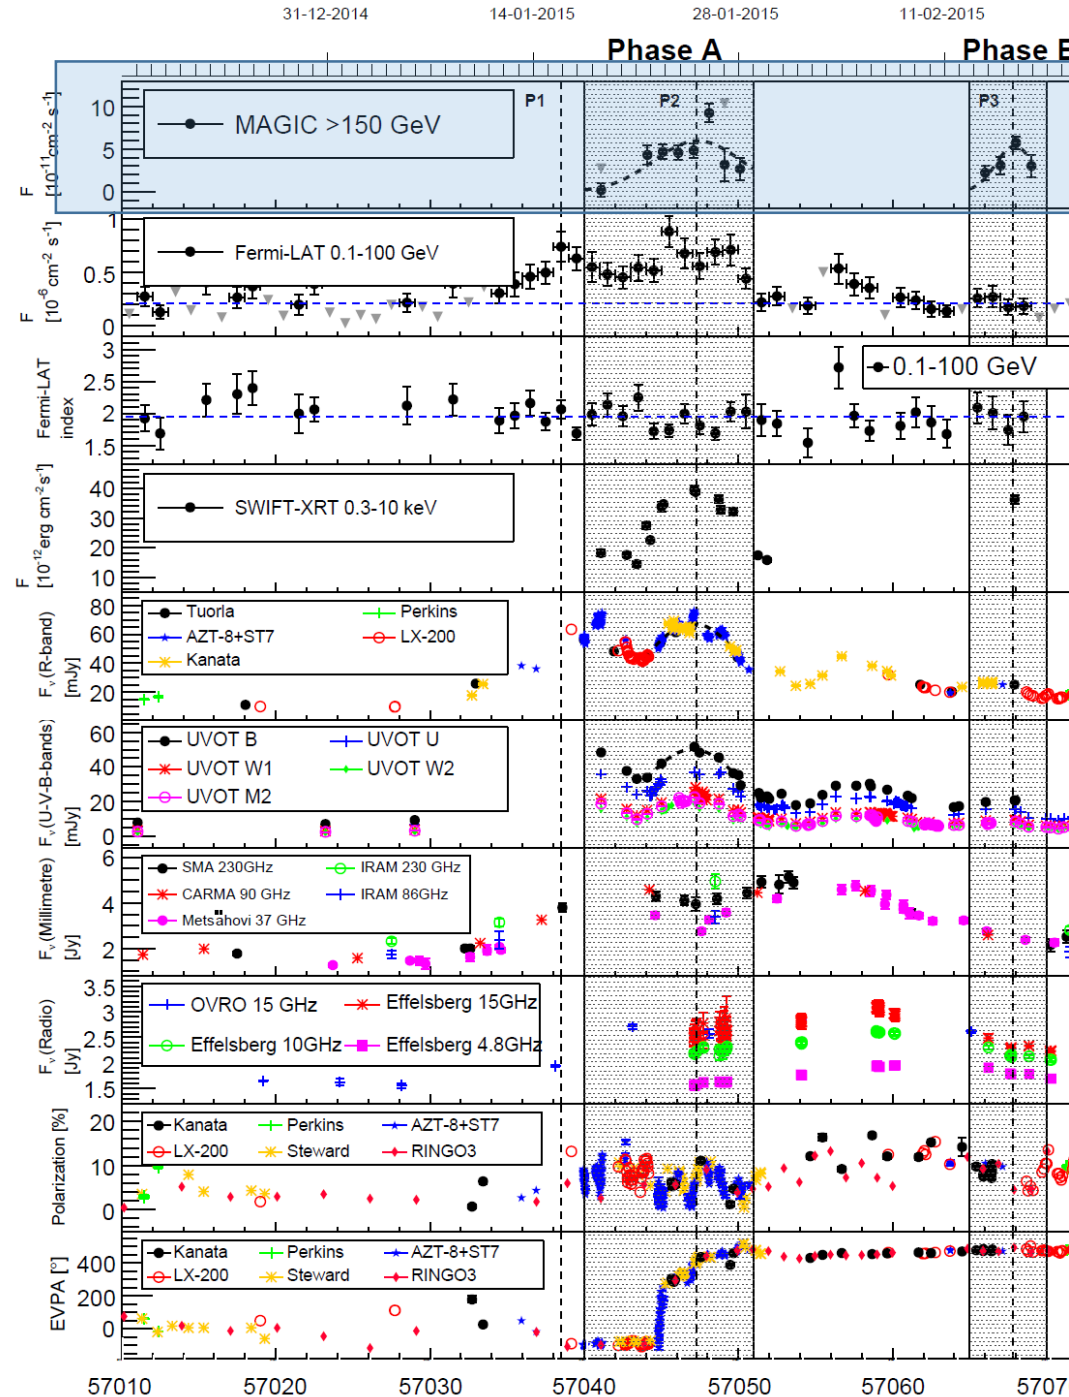 31-12-2014 14-01-2015 28-01-2015 11-02-2015
Phase A Phase B
P1 P2 P3
MAGIC >150 GeV
F
[10⁻¹¹cm⁻² s⁻¹]
10
5
0
Fermi-LAT 0.1-100 GeV
F
[10⁻⁶cm⁻² s⁻¹]
1
0.5
0
0.1-100 GeV
Fermi-LAT
index
3
2.5
2
1.5
SWIFT-XRT 0.3-10 keV
F
[10⁻¹²erg cm⁻²s⁻¹]
40
30
20
10
Tuorla Perkins
AZT-8+ST7 LX-200
Kanata
Fᵥ(R-band)
[mJy]
80
60
40
20
UVOT B UVOT U
UVOT W1 UVOT W2
UVOT M2
Fᵥ(U-V-B-bands)
[mJy]
60
40
20
0
SMA 230GHz IRAM 230 GHz
CARMA 90 GHz IRAM 86GHz
Metsähovi 37 GHz
Fᵥ(Millimetre)
[Jy]
6
4
2
OVRO 15 GHz Effelsberg 15GHz
Effelsberg 10GHz Effelsberg 4.8GHz
Fᵥ(Radio)
[Jy]
3.5
3
2.5
2
1.5
Kanata Perkins AZT-8+ST7
LX-200 Steward RINGO3
Polarization [%]
20
10
0
Kanata Perkins AZT-8+ST7
LX-200 Steward RINGO3
EVPA [°]
400
200
0
57010 57020 57030 57040 57050 57060 5707